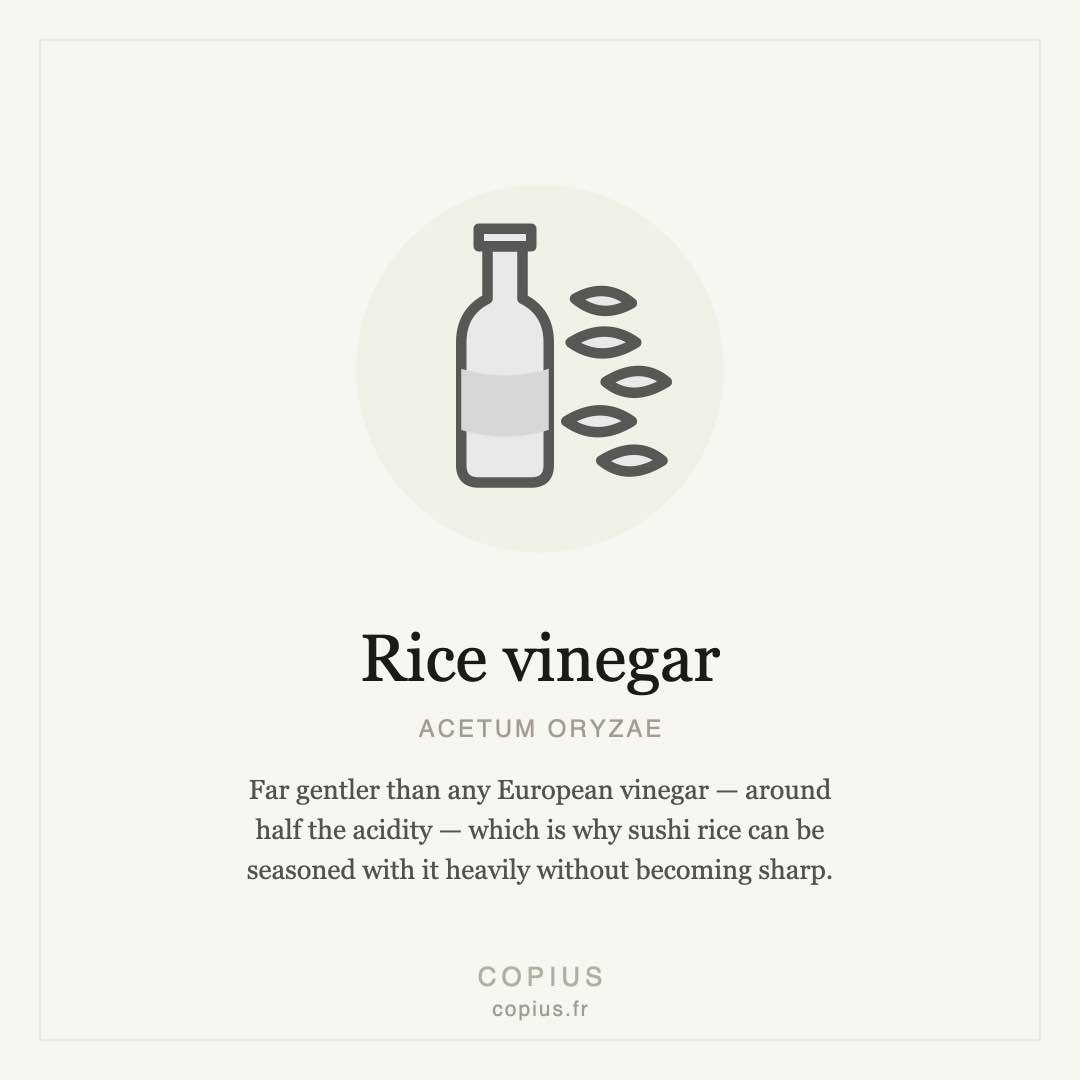 Rice vinegar
ACETUM ORYZAE
Far gentler than any European vinegar — around
half the acidity — which is why sushi rice can be
seasoned with it heavily without becoming sharp.
COPIUS
copius.fr